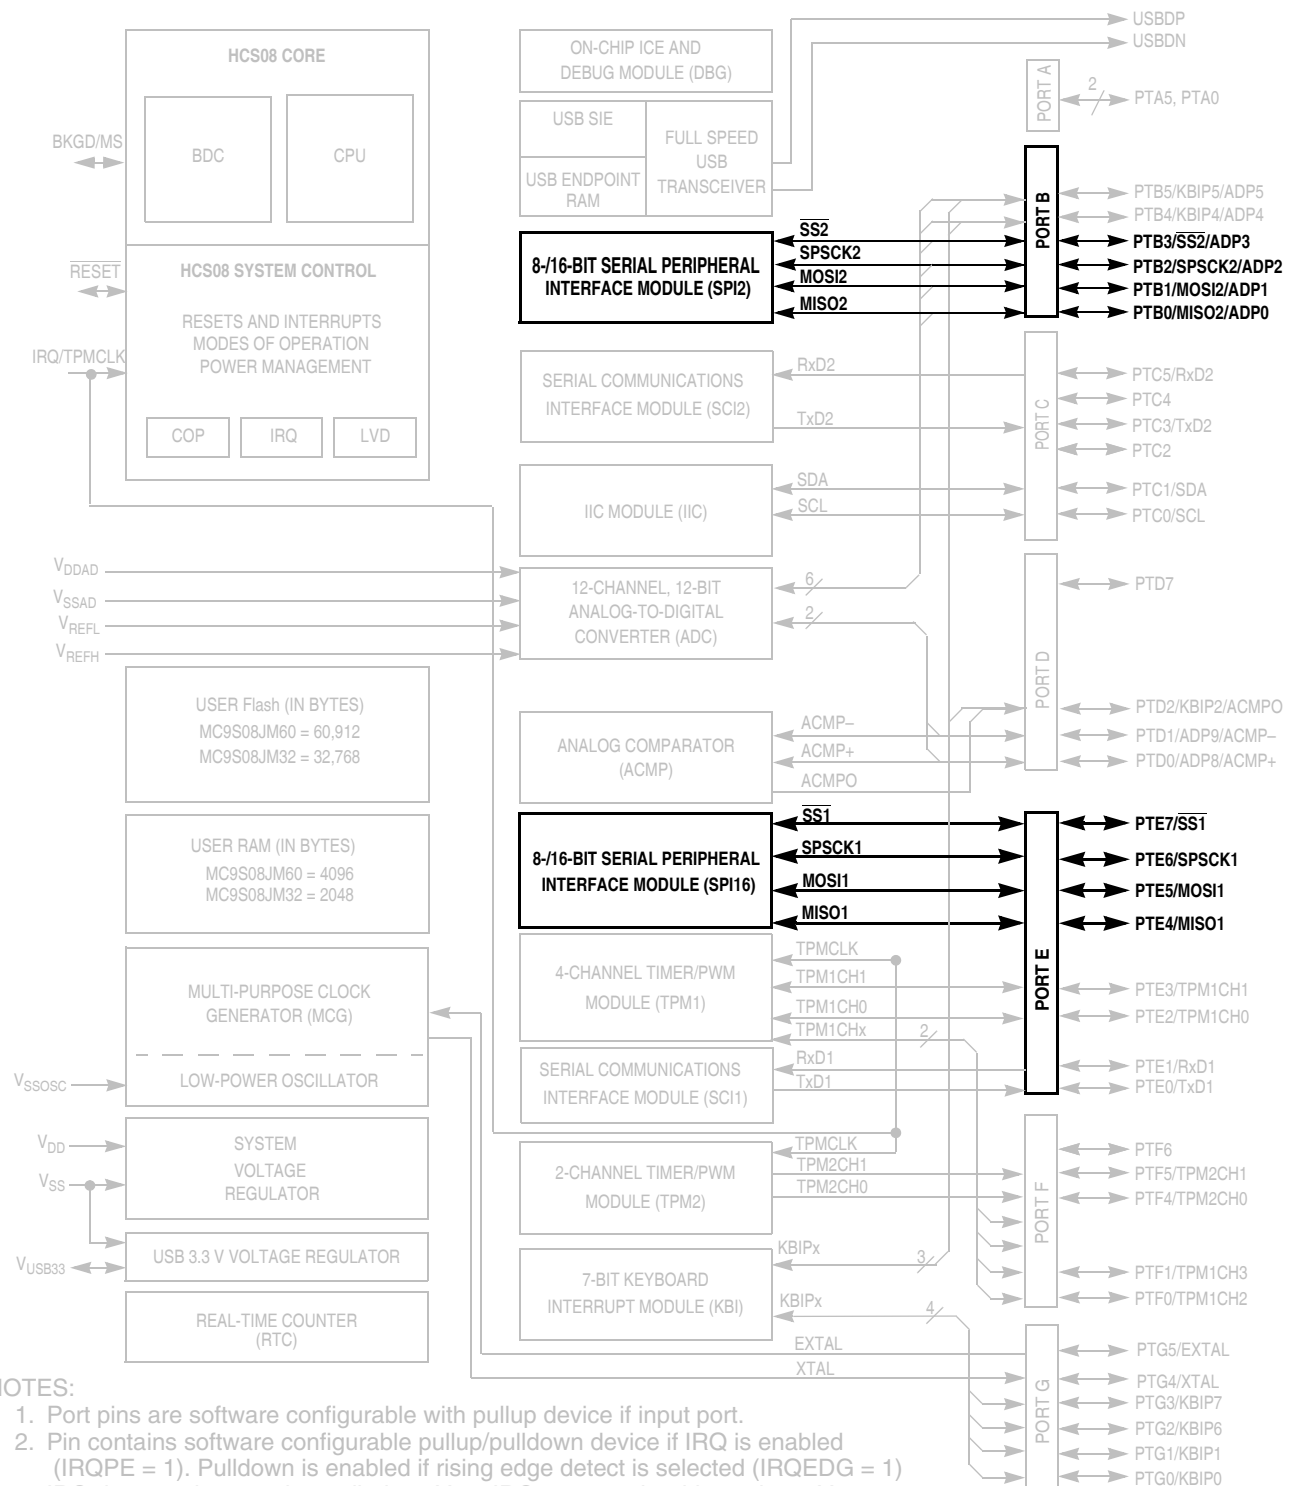 HCS08 CORE
BDC
CPU
BKGD/MS
RESET
HCS08 SYSTEM CONTROL
RESETS AND INTERRUPTS
MODES OF OPERATION
POWER MANAGEMENT
IRQ/TPMCLK
COP
IRQ
LVD
VDDAD
VSSAD
VREFL
VREFH
USER Flash (IN BYTES)
MC9S08JM60 = 60,912
MC9S08JM32 = 32,768
USER RAM (IN BYTES)
MC9S08JM60 = 4096
MC9S08JM32 = 2048
MULTI-PURPOSE CLOCK
GENERATOR (MCG)
LOW-POWER OSCILLATOR
VSSOSC
VDD
VSS
SYSTEM
VOLTAGE
REGULATOR
VUSB33
USB 3.3 V VOLTAGE REGULATOR
REAL-TIME COUNTER
(RTC)
ON-CHIP ICE AND
DEBUG MODULE (DBG)
USB SIE
USB ENDPOINT
RAM
FULL SPEED
USB
TRANSCEIVER
USBDP
USBDN
PORT A
2
PTA5, PTA0
8-/16-BIT SERIAL PERIPHERAL
INTERFACE MODULE (SPI2)
SS2
SPSCK2
MOSI2
MISO2
PORT B
PTB5/KBIP5/ADP5
PTB4/KBIP4/ADP4
PTB3/SS2/ADP3
PTB2/SPSCK2/ADP2
PTB1/MOSI2/ADP1
PTB0/MISO2/ADP0
SERIAL COMMUNICATIONS
INTERFACE MODULE (SCI2)
RxD2
TxD2
IIC MODULE (IIC)
SDA
SCL
PORT C
PTC5/RxD2
PTC4
PTC3/TxD2
PTC2
PTC1/SDA
PTC0/SCL
12-CHANNEL, 12-BIT
ANALOG-TO-DIGITAL
CONVERTER (ADC)
6
2
ANALOG COMPARATOR
(ACMP)
ACMP–
ACMP+
ACMPO
PORT D
PTD7
PTD2/KBIP2/ACMPO
PTD1/ADP9/ACMP–
PTD0/ADP8/ACMP+
8-/16-BIT SERIAL PERIPHERAL
INTERFACE MODULE (SPI16)
SS1
SPSCK1
MOSI1
MISO1
4-CHANNEL TIMER/PWM
MODULE (TPM1)
TPMCLK
TPM1CH1
TPM1CH0
TPM1CHx
2
SERIAL COMMUNICATIONS
INTERFACE MODULE (SCI1)
RxD1
TxD1
PORT E
PTE7/SS1
PTE6/SPSCK1
PTE5/MOSI1
PTE4/MISO1
PTE3/TPM1CH1
PTE2/TPM1CH0
PTE1/RxD1
PTE0/TxD1
2-CHANNEL TIMER/PWM
MODULE (TPM2)
TPMCLK
TPM2CH1
TPM2CH0
PORT F
PTF6
PTF5/TPM2CH1
PTF4/TPM2CH0
PTF1/TPM1CH3
PTF0/TPM1CH2
7-BIT KEYBOARD
INTERRUPT MODULE (KBI)
KBIPx
3
KBIPx
4
EXTAL
XTAL
PORT G
PTG5/EXTAL
PTG4/XTAL
PTG3/KBIP7
PTG2/KBIP6
PTG1/KBIP1
PTG0/KBIP0
NOTES:
1. Port pins are software configurable with pullup device if input port.
2. Pin contains software configurable pullup/pulldown device if IRQ is enabled
(IRQPE = 1). Pulldown is enabled if rising edge detect is selected (IRQEDG = 1)